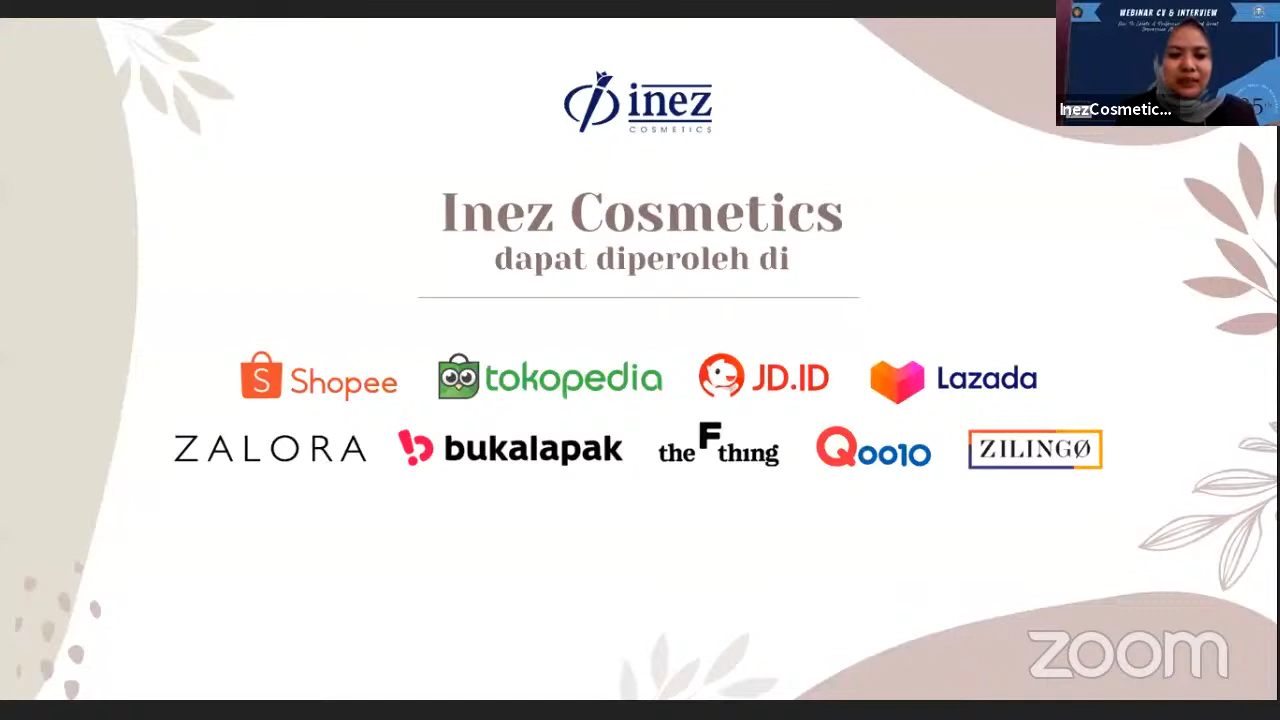 WEBINAR CV & INTERVIEW
InezCosmetic...
inez
COSMETICS
Inez Cosmetics
dapat diperoleh di
Shopee
tokopedia
JD.ID
Lazada
ZALORA
bukalapak
the F thing
Qoo10
ZILINGØ
zoom